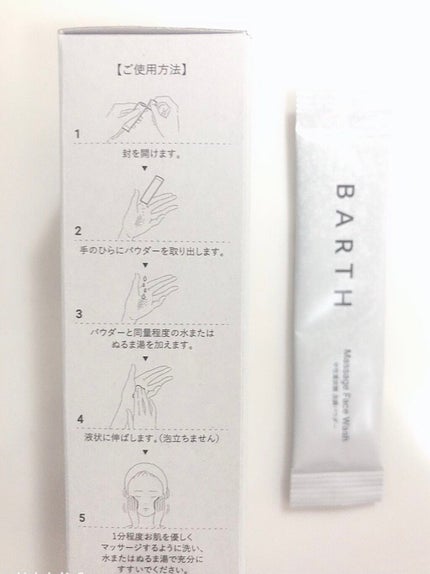 【ご使用方法】
1
封を開けます。
▼
2
手のひらにパウダーを取り出します。
▼
3
パウダーと同量程度の水または
ぬるま湯を加えます。
▼
4
液状に伸ばします。(泡立ちません)
▼
5
1分程度お肌を優しく
マッサージするように洗い、
水またはぬるま湯で充分に
すすいでください。
BARTH
Massage Face Wash